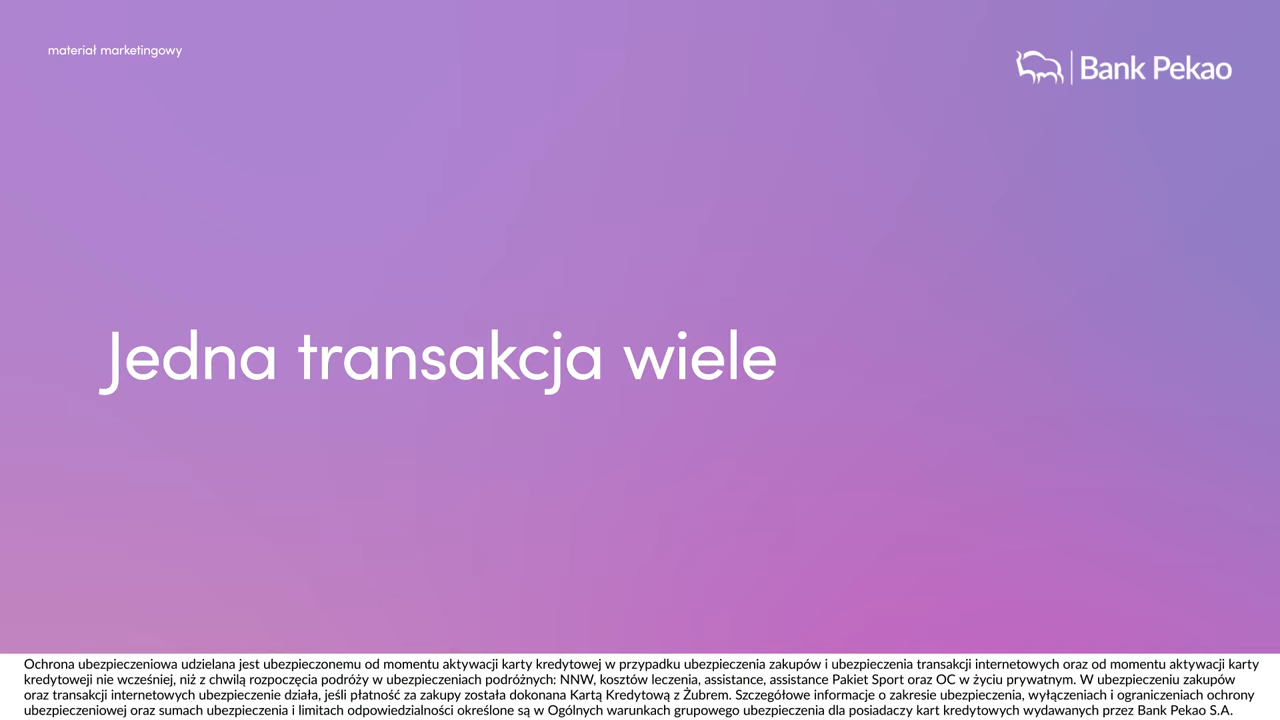 materiał marketingowy
Bank Pekao
Jedna transakcja wiele
Ochrona ubezpieczeniowa udzielana jest ubezpieczonemu od momentu aktywacji karty kredytowej w przypadku ubezpieczenia zakupów i ubezpieczenia transakcji internetowych oraz od momentu aktywacji karty
kredytoweji nie wcześniej, niż z chwilą rozpoczęcia podróży w ubezpieczeniach podróżnych: NNW, kosztów leczenia, assistance, assistance Pakiet Sport oraz OC w życiu prywatnym. W ubezpieczeniu zakupów
oraz transakcji internetowych ubezpieczenie działa, jeśli płatność za zakupy została dokonana Kartą Kredytową z Żubrem. Szczegółowe informacje o zakresie ubezpieczenia, wyłączeniach i ograniczeniach ochrony
ubezpieczeniowej oraz sumach ubezpieczenia i limitach odpowiedzialności określone są w Ogólnych warunkach grupowego ubezpieczenia dla posiadaczy kart kredytowych wydawanych przez Bank Pekao S.A.